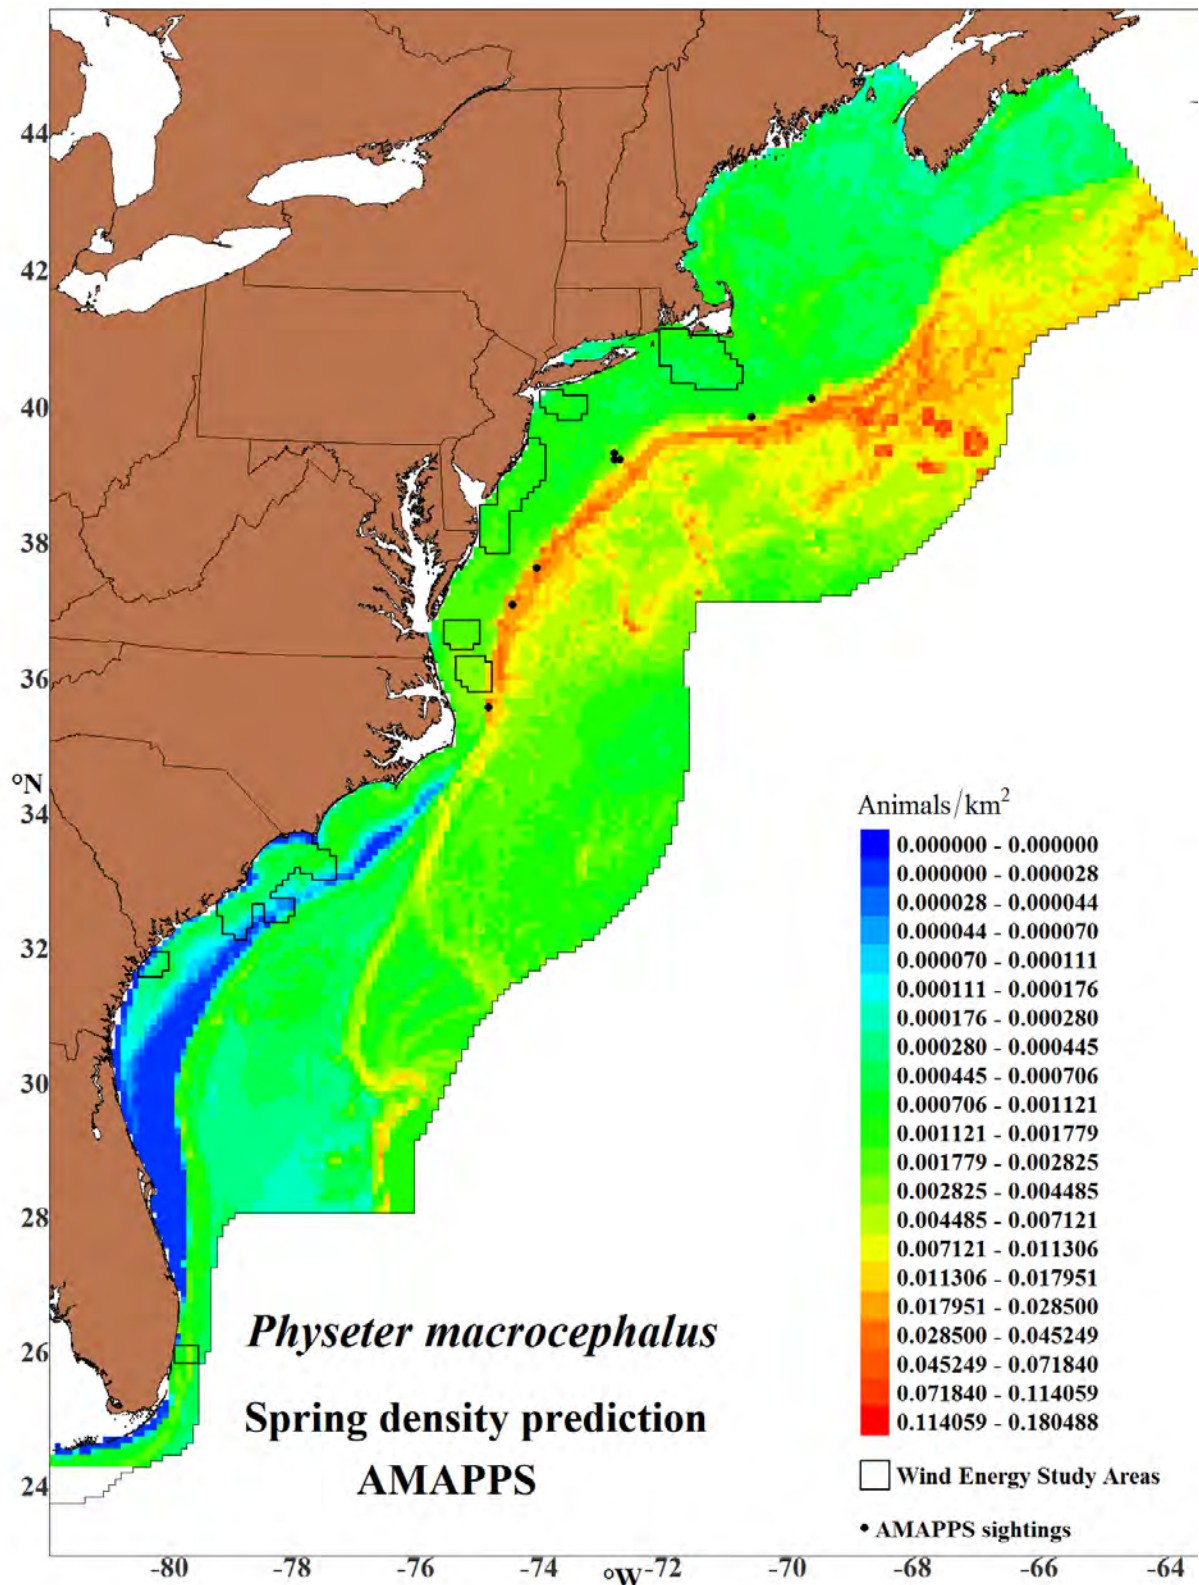 44
42
40
38
36
°N
34
32
30
28
26
24
Animals/km²
0.000000 - 0.000000
0.000000 - 0.000028
0.000028 - 0.000044
0.000044 - 0.000070
0.000070 - 0.000111
0.000111 - 0.000176
0.000176 - 0.000280
0.000280 - 0.000445
0.000445 - 0.000706
0.000706 - 0.001121
0.001121 - 0.001779
0.001779 - 0.002825
0.002825 - 0.004485
0.004485 - 0.007121
0.007121 - 0.011306
0.011306 - 0.017951
0.017951 - 0.028500
0.028500 - 0.045249
0.045249 - 0.071840
0.071840 - 0.114059
0.114059 - 0.180488
Wind Energy Study Areas
AMAPPS sightings
Physeter macrocephalus
Spring density prediction
AMAPPS
-80 -78 -76 -74 °W -72 -70 -68 -66 -64